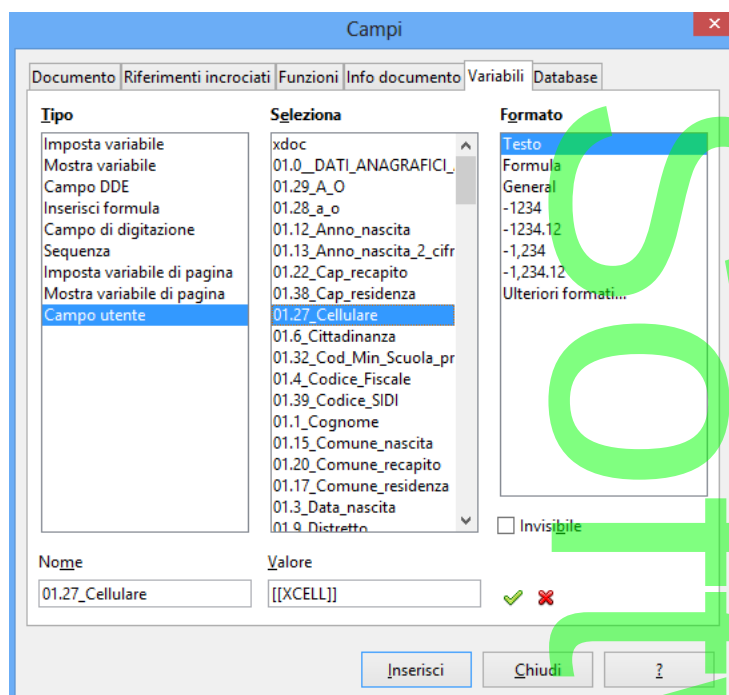 Campi
Documento Riferimenti incrociati Funzioni Info documento Variabili Database
Tipo
Imposta variabile
Mostra variabile
Campo DDE
Inserisci formula
Campo di digitazione
Sequenza
Imposta variabile di pagina
Mostra variabile di pagina
Campo utente
Seleziona
xdoc
01.0__DATI_ANAGRAFICI_
01.29_A_O
01.28_a_o
01.12_Anno_nascita
01.13_Anno_nascita_2_cifr
01.22_Cap_recapito
01.38_Cap_residenza
01.27_Cellulare
01.6_Cittadinanza
01.32_Cod_Min_Scuola_pr
01.4_Codice_Fiscale
01.39_Codice_SIDI
01.1_Cognome
01.15_Comune_nascita
01.20_Comune_recapito
01.17_Comune_residenza
01.3_Data_nascita
01.9_Distretto
Formato
Testo
Formula
General
-1234
-1234.12
-1,234
-1,234.12
Ulteriori formati...
Invisibile
Nome
01.27_Cellulare
Valore
[[XCELL]]
Inserisci Chiudi ?